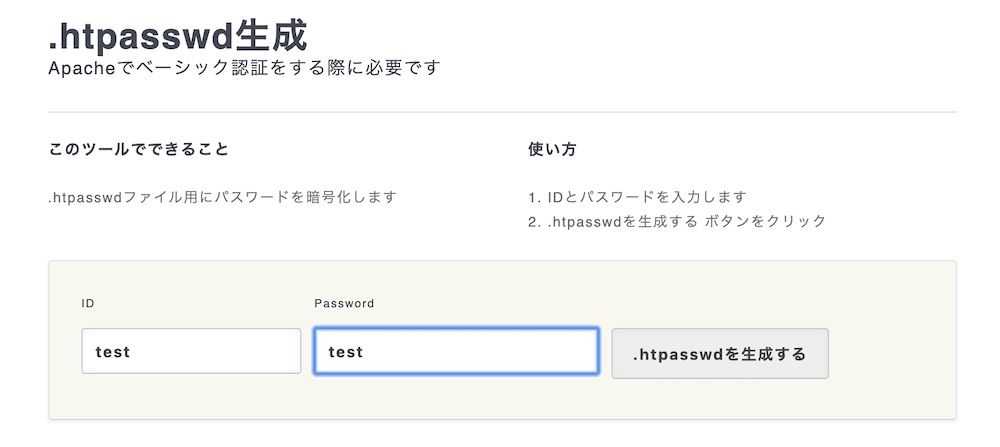 .htpasswd生成
Apacheでベーシック認証をする際に必要です
このツールでできること
.htpasswdファイル用にパスワードを暗号化します
使い方
1. IDとパスワードを入力します
2. .htpasswdを生成する ボタンをクリック
ID
Password
test
test
.htpasswdを生成する